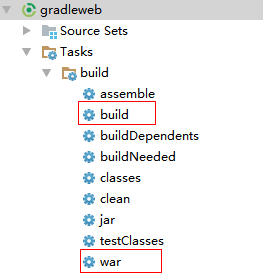 gradleweb
Source Sets
Tasks
build
assemble
build
buildDependents
buildNeeded
classes
clean
jar
testClasses
war